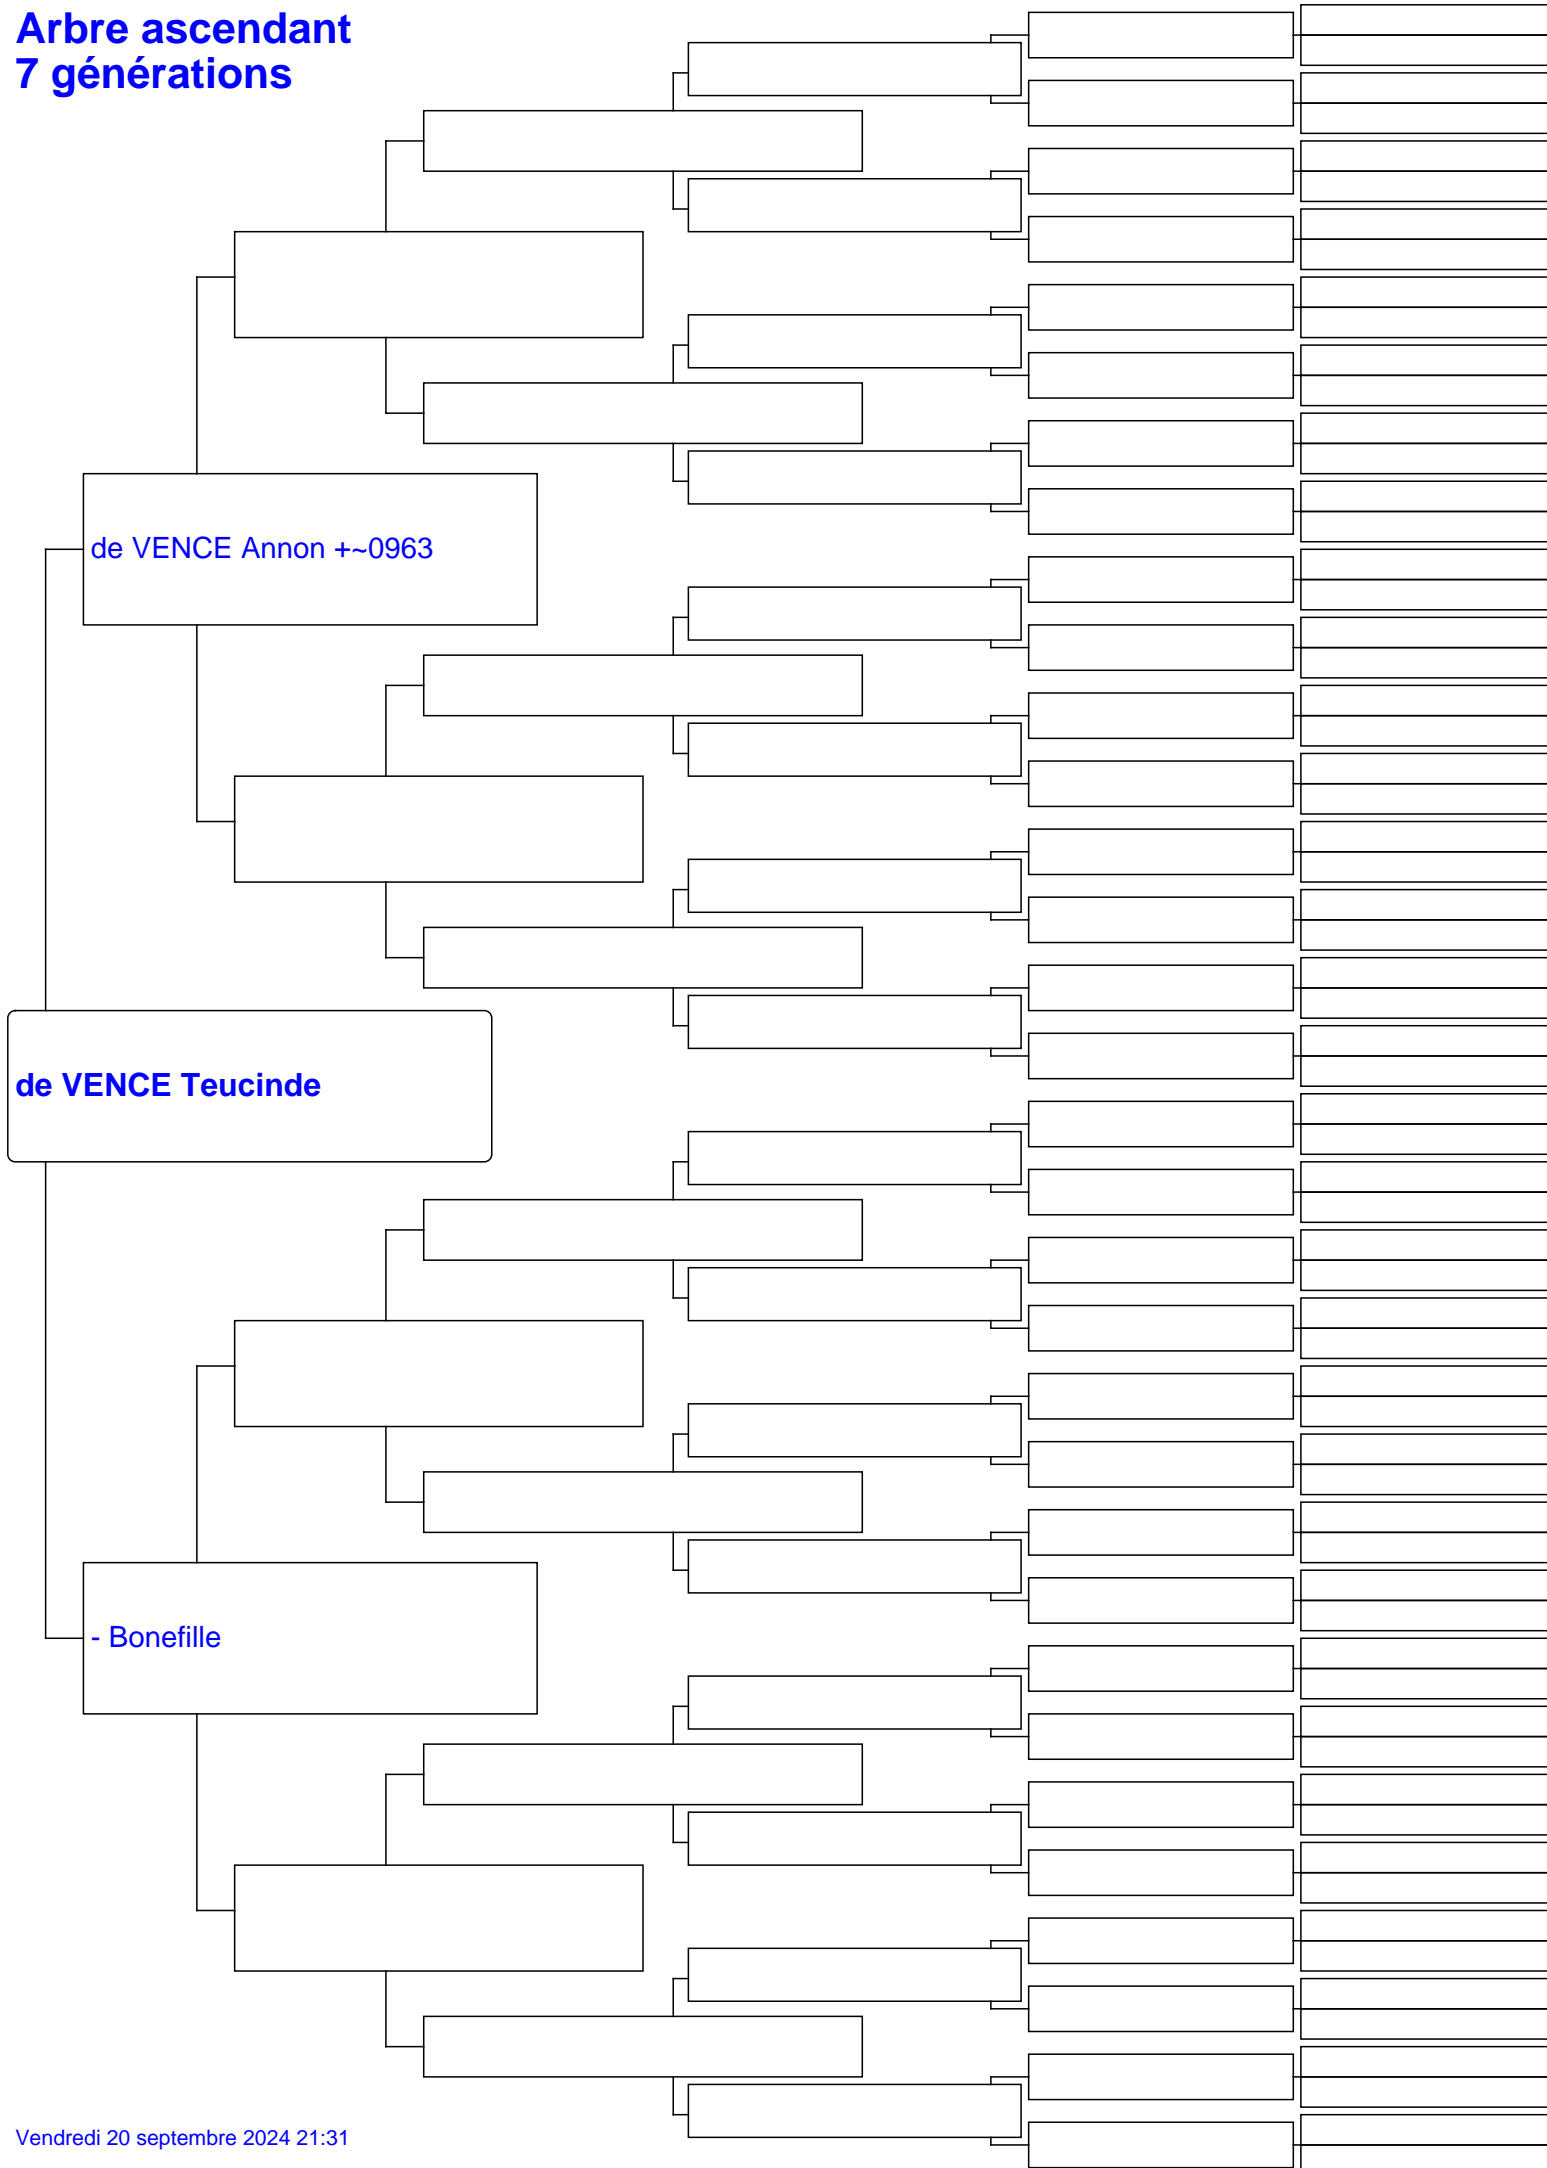 Arbre ascendant
7 générations
de VENCE Annon +~0963
de VENCE Teucinde
- Bonefille
Vendredi 20 septembre 2024 21:31